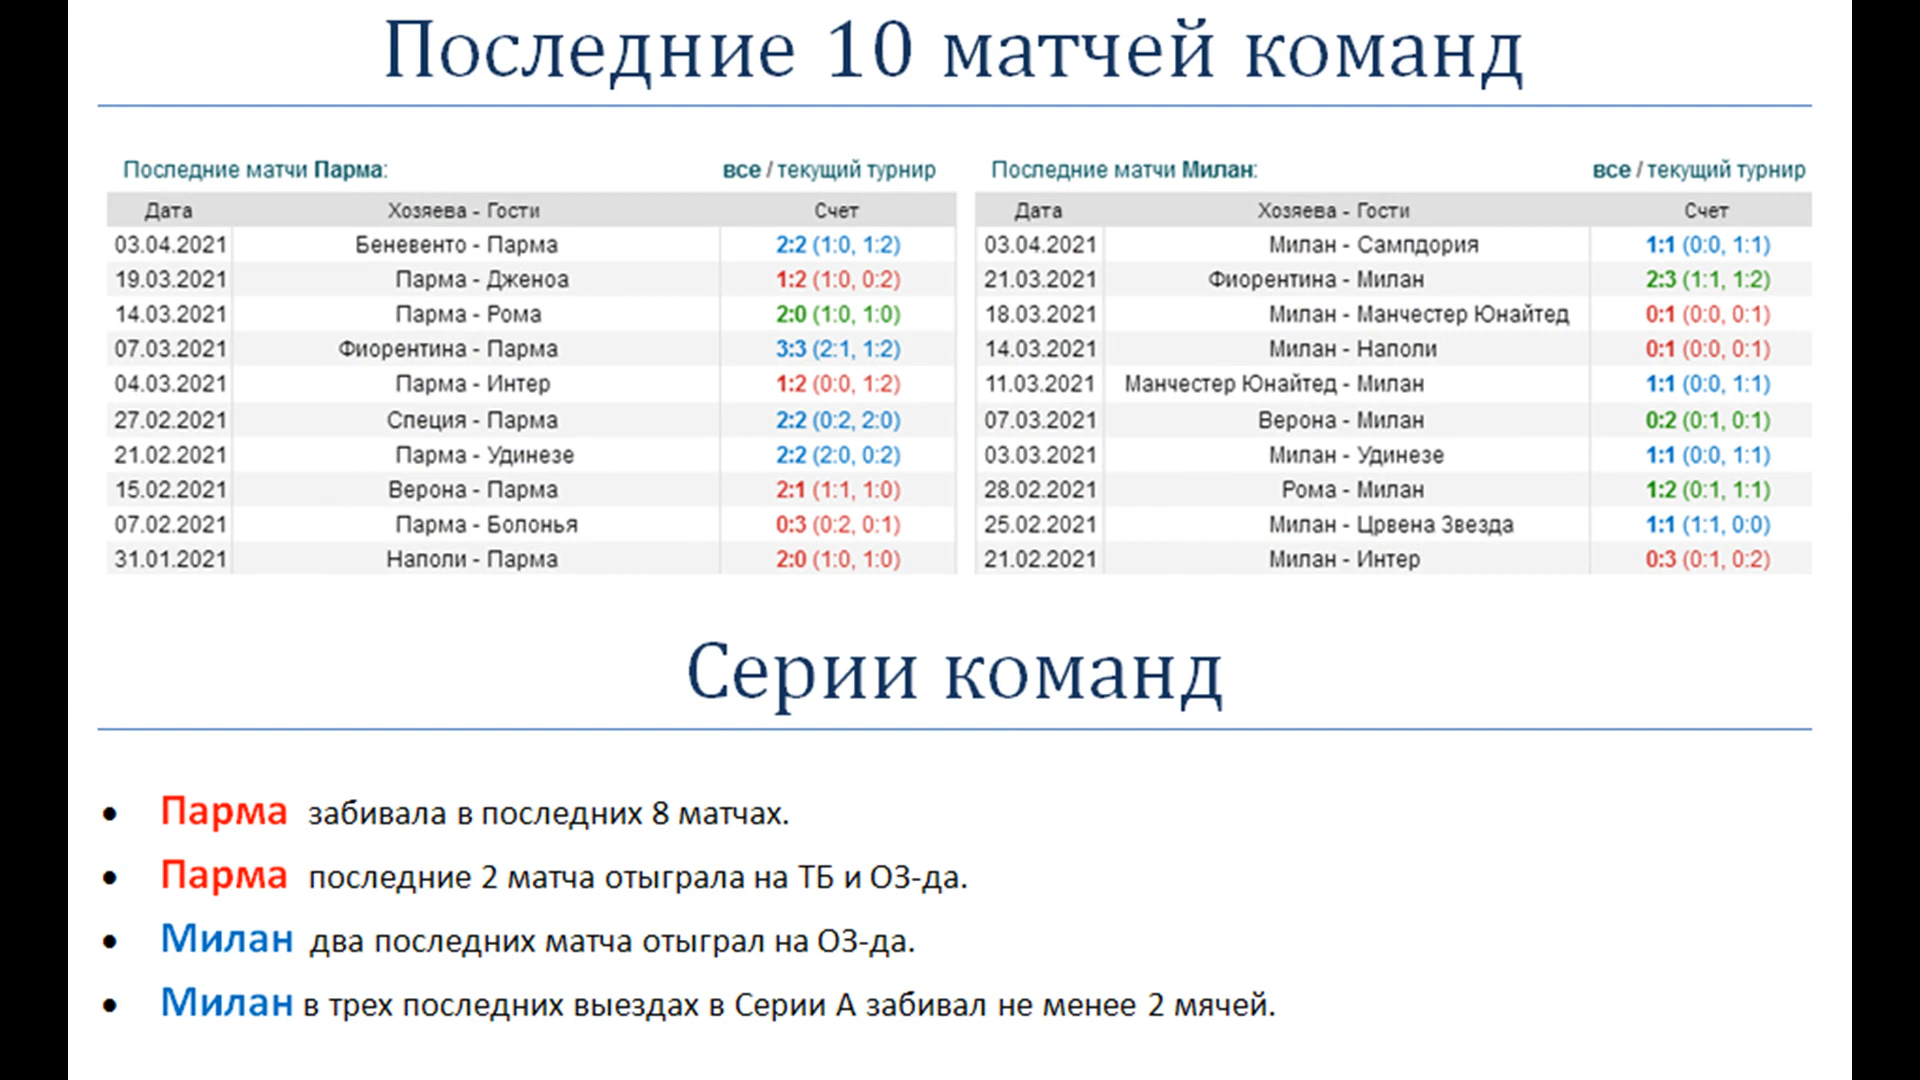 Последние 10 матчей команд
Последние матчи Парма: все / текущий турнир
Дата Хозяева - Гости Счет
03.04.2021 Беневенто - Парма 2:2 (1:0, 1:2)
19.03.2021 Парма - Дженоа 1:2 (1:0, 0:2)
14.03.2021 Парма - Рома 2:0 (1:0, 1:0)
07.03.2021 Фиорентина - Парма 3:3 (2:1, 1:2)
04.03.2021 Парма - Интер 1:2 (0:0, 1:2)
27.02.2021 Специя - Парма 2:2 (0:2, 2:0)
21.02.2021 Парма - Удинезе 2:2 (2:0, 0:2)
15.02.2021 Верона - Парма 2:1 (1:1, 1:0)
07.02.2021 Парма - Болонья 0:3 (0:2, 0:1)
31.01.2021 Наполи - Парма 2:0 (1:0, 1:0)
Последние матчи Милан: все / текущий турнир
Дата Хозяева - Гости Счет
03.04.2021 Милан - Сампдория 1:1 (0:0, 1:1)
21.03.2021 Фиорентина - Милан 2:3 (1:1, 1:2)
18.03.2021 Милан - Манчестер Юнайтед 0:1 (0:0, 0:1)
14.03.2021 Милан - Наполи 0:1 (0:0, 0:1)
11.03.2021 Манчестер Юнайтед - Милан 1:1 (0:0, 1:1)
07.03.2021 Верона - Милан 0:2 (0:1, 0:1)
03.03.2021 Милан - Удинезе 1:1 (0:0, 1:1)
28.02.2021 Рома - Милан 1:2 (0:1, 1:1)
25.02.2021 Милан - Црвена Звезда 1:1 (1:1, 0:0)
21.02.2021 Милан - Интер 0:3 (0:1, 0:2)
Серии команд
• Парма забивала в последних 8 матчах.
• Парма последние 2 матча отыграла на ТБ и ОЗ-да.
• Милан два последних матча отыграл на ОЗ-да.
• Милан в трех последних выездах в Серии А забивал не менее 2 мячей.